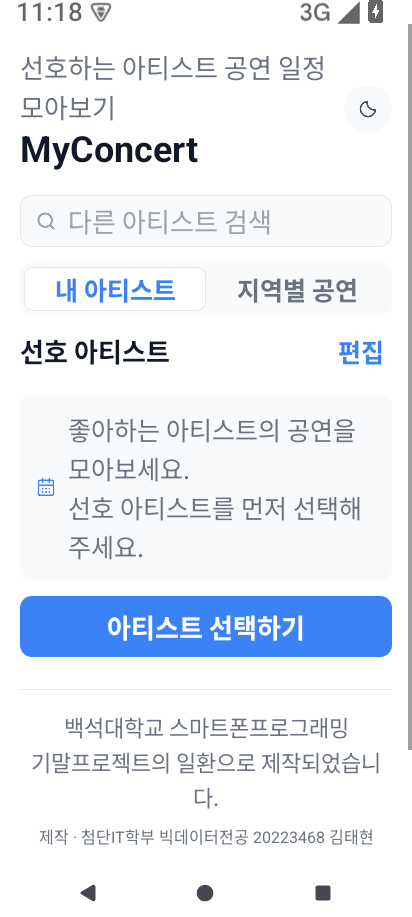 11:18
3G
선호하는 아티스트 공연 일정
모아보기
MyConcert
다른 아티스트 검색
내 아티스트
지역별 공연
선호 아티스트
편집
좋아하는 아티스트의 공연을
모아보세요.
선호 아티스트를 먼저 선택해
주세요.
아티스트 선택하기
백석대학교 스마트폰프로그래밍
기말프로젝트의 일환으로 제작되었습니
다.
제작 · 첨단IT학부 빅데이터전공 20223468 김태현